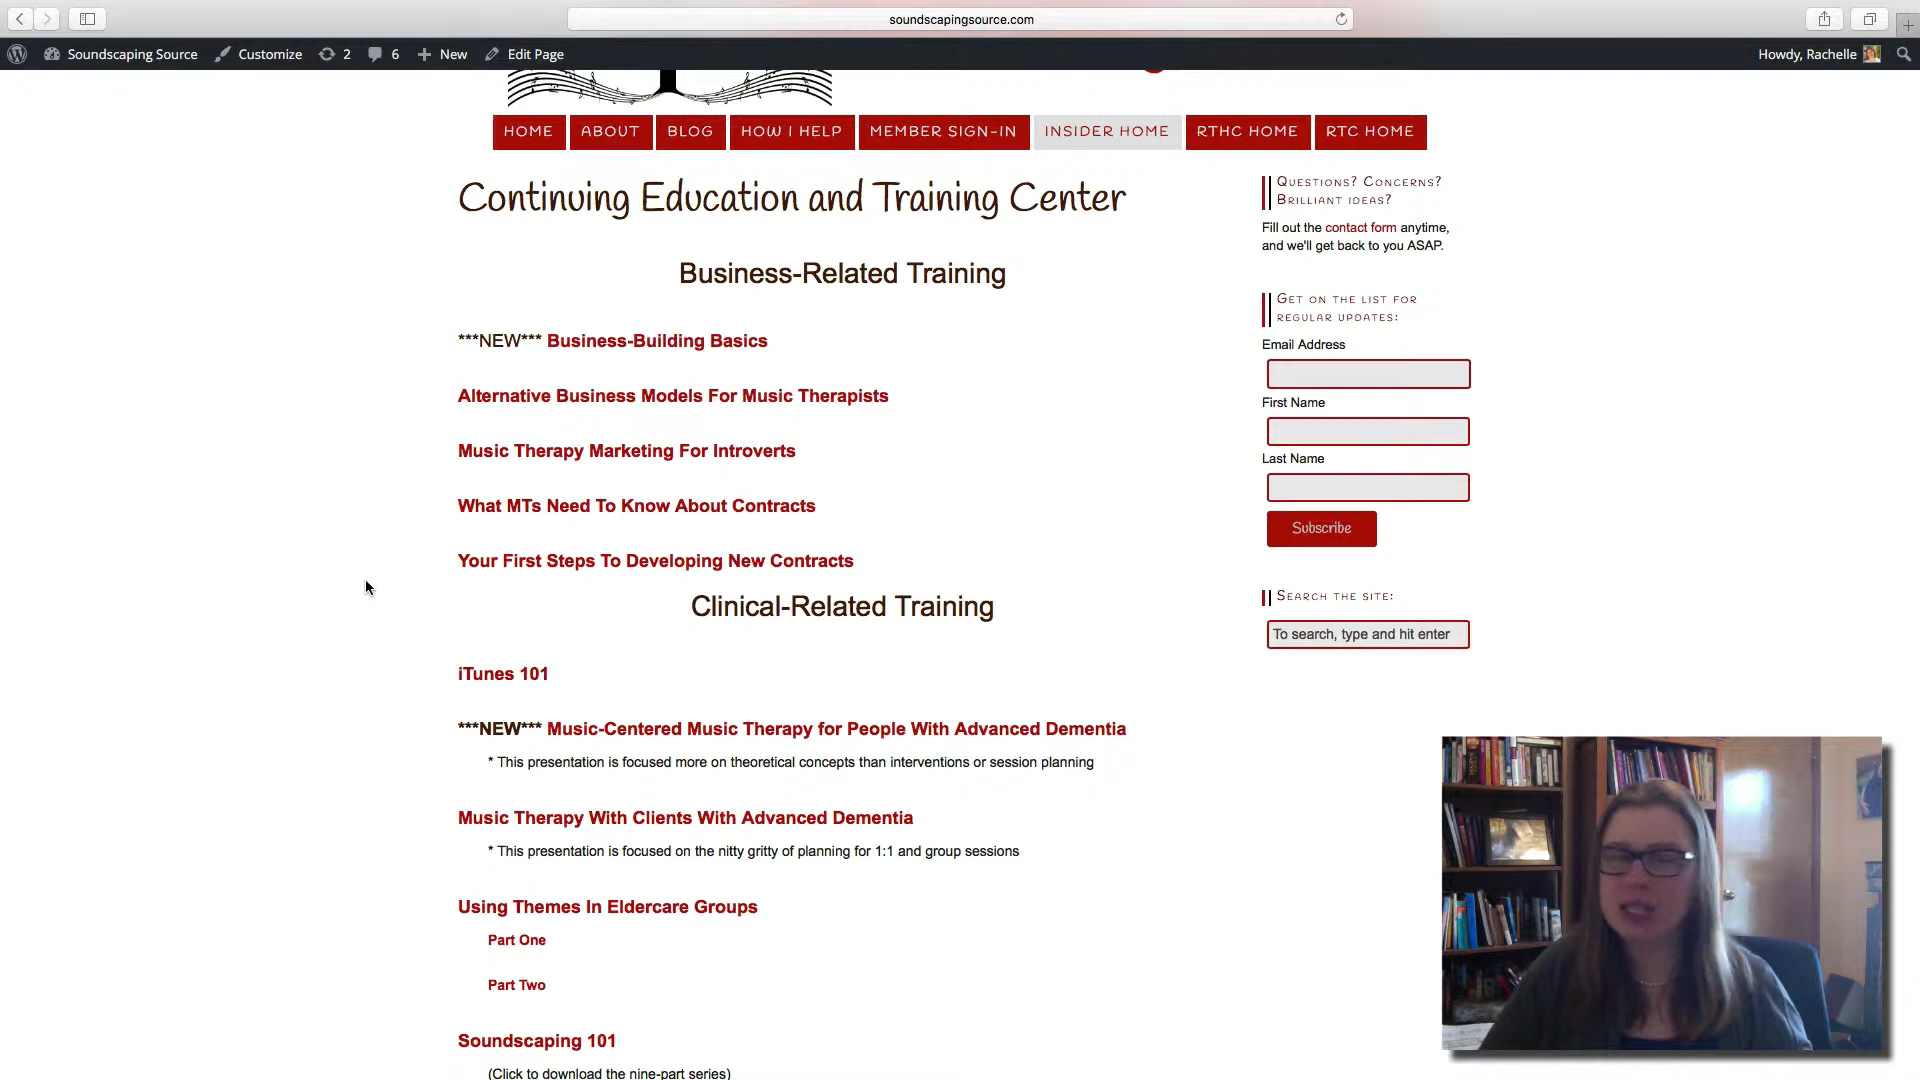 soundscapingsource.com
Soundscaping Source
Customize
2
6
New
Edit Page
Howdy, Rachelle
HOME
ABOUT
BLOG
HOW I HELP
MEMBER SIGN-IN
INSIDER HOME
RTHC HOME
RTC HOME
Continuing Education and Training Center
Business-Related Training
***NEW*** Business-Building Basics
Alternative Business Models For Music Therapists
Music Therapy Marketing For Introverts
What MTs Need To Know About Contracts
Your First Steps To Developing New Contracts
Clinical-Related Training
iTunes 101
***NEW*** Music-Centered Music Therapy for People With Advanced Dementia
* This presentation is focused more on theoretical concepts than interventions or session planning
Music Therapy With Clients With Advanced Dementia
* This presentation is focused on the nitty gritty of planning for 1:1 and group sessions
Using Themes In Eldercare Groups
Part One
Part Two
Soundscaping 101
(Click to download the nine-part series)
Questions? Concerns?
Brilliant ideas?
Fill out the contact form anytime,
and we'll get back to you ASAP.
Get on the list for
regular updates:
Email Address
First Name
Last Name
Subscribe
Search the site:
To search, type and hit enter